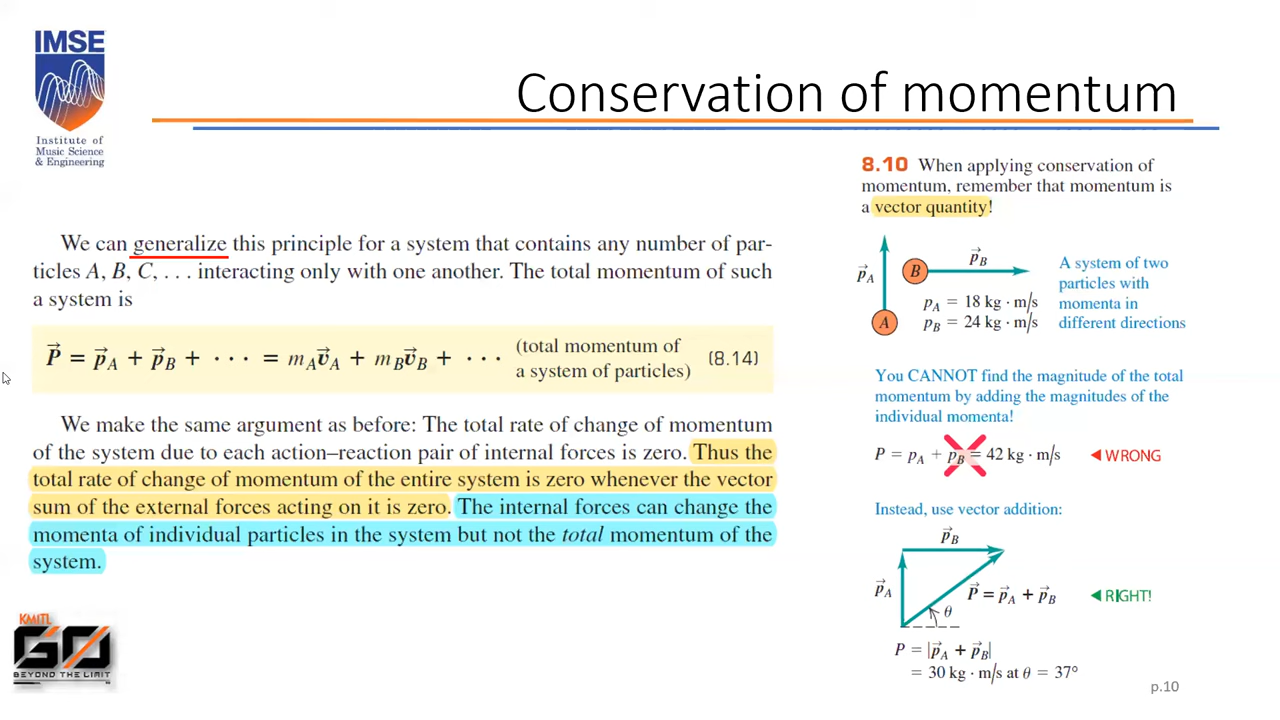 IMSE
Institute of
Music Science
& Engineering
Conservation of momentum
We can generalize this principle for a system that contains any number of par-
ticles A, B, C, . . . interacting only with one another. The total momentum of such
a system is
P⃗ = p⃗A + p⃗B + · · · = mAv⃗A + mBv⃗B + · · · (total momentum of
a system of particles) (8.14)
We make the same argument as before: The total rate of change of momentum
of the system due to each action–reaction pair of internal forces is zero. Thus the
total rate of change of momentum of the entire system is zero whenever the vector
sum of the external forces acting on it is zero. The internal forces can change the
momenta of individual particles in the system but not the total momentum of the
system.
8.10 When applying conservation of
momentum, remember that momentum is
a vector quantity!
p⃗A
B
p⃗B
A
pA = 18 kg · m/s
pB = 24 kg · m/s
A system of two
particles with
momenta in
different directions
You CANNOT find the magnitude of the total
momentum by adding the magnitudes of the
individual momenta!
P = pA + pB = 42 kg · m/s ◄ WRONG
Instead, use vector addition:
p⃗B
p⃗A
P⃗ = p⃗A + p⃗B ◄ RIGHT!
θ
P = |p⃗A + p⃗B|
= 30 kg · m/s at θ = 37°
KMITL
GO
BEYOND THE LIMIT
p.10